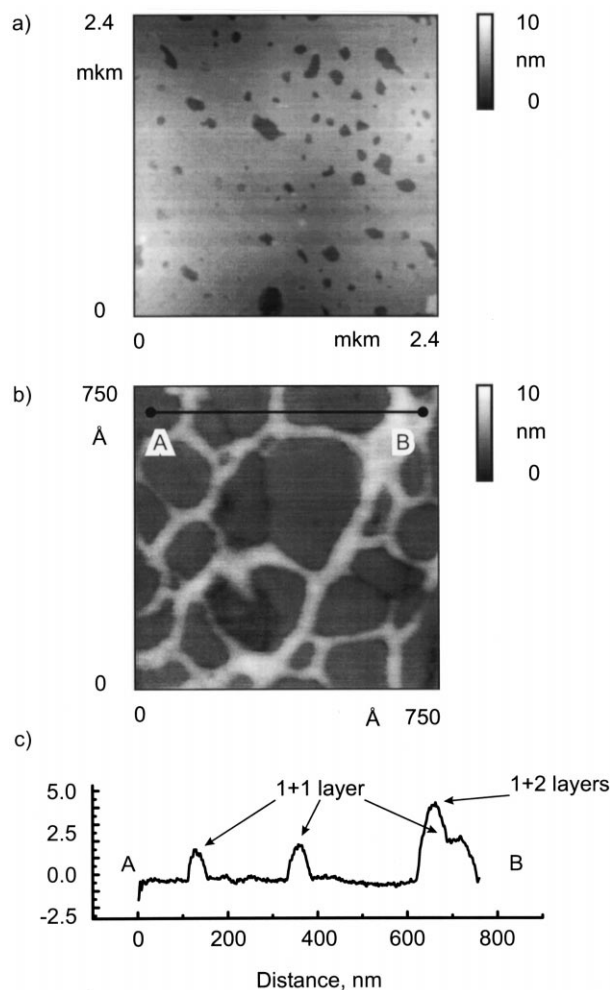 a)
2.4
mkm
0
0 mkm 2.4
10
nm
0
b)
750
Å
0
0 Å 750
10
nm
0
A B
c)
5.0
2.5
0.0
-2.5
1+1 layer
1+2 layers
A B
0 200 400 600 800
Distance, nm